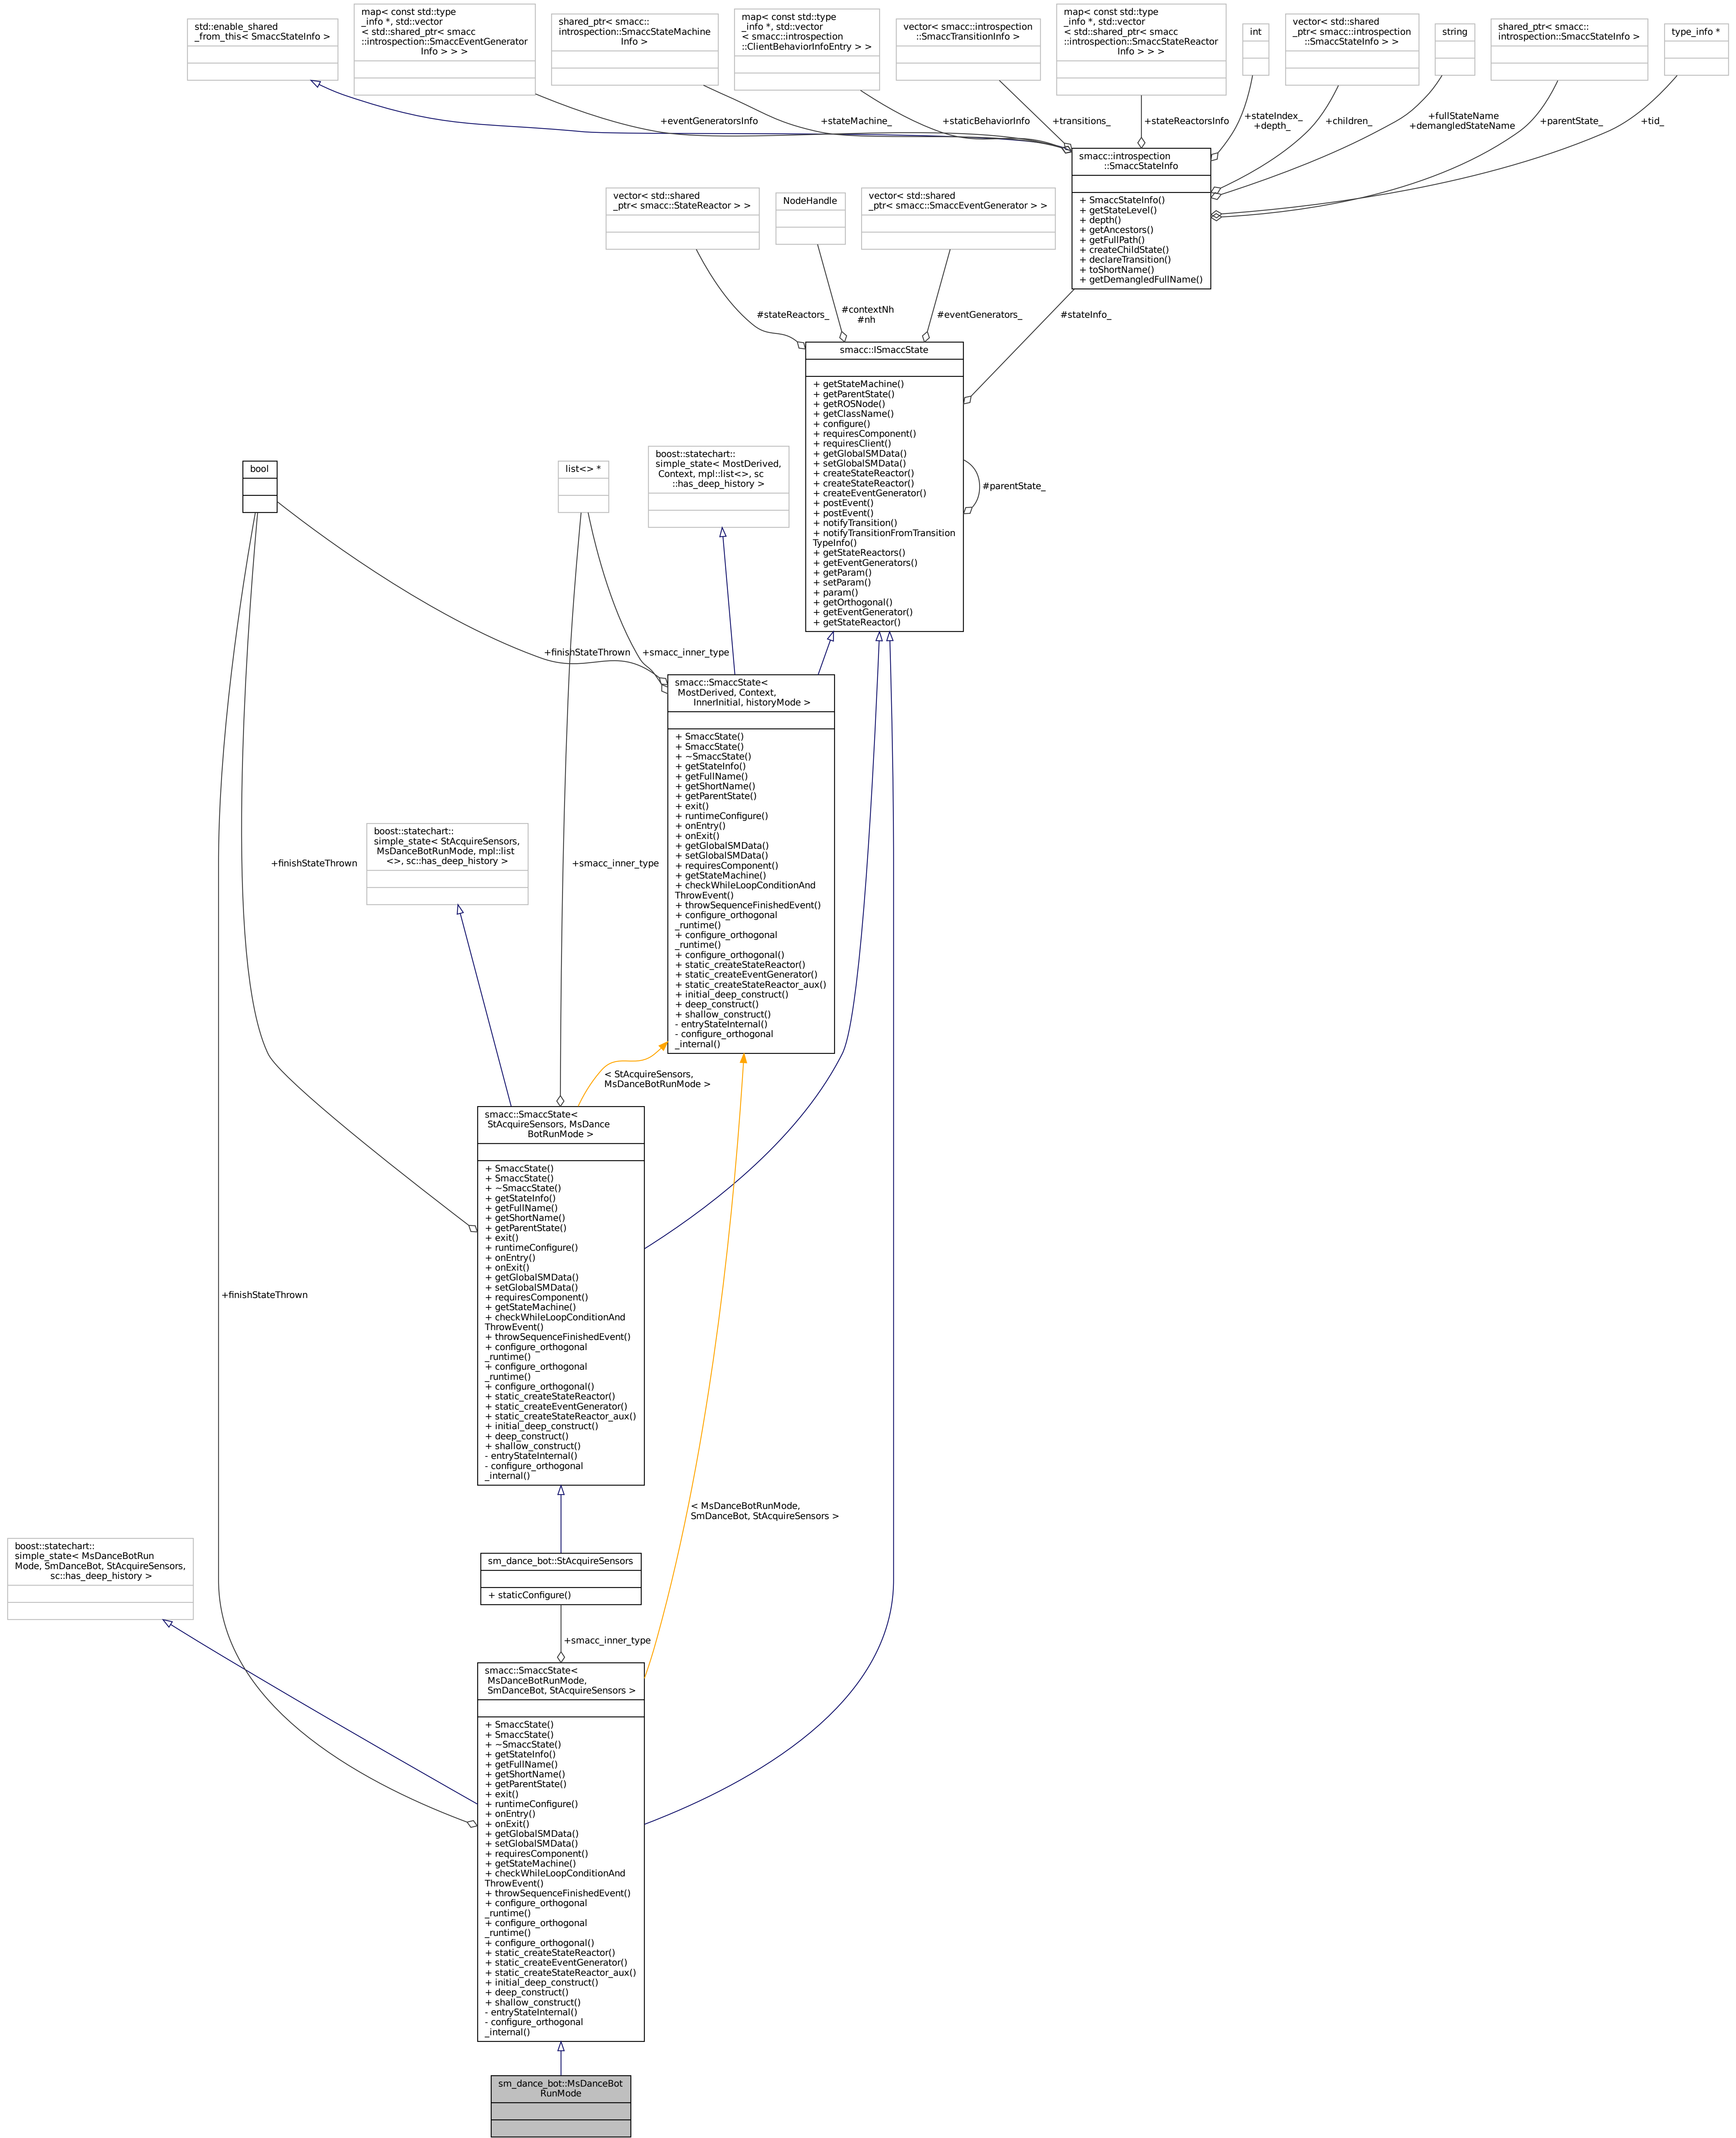 std::enable_shared
_from_this< SmaccStateInfo >
map< const std::type
_info *, std::vector
< std::shared_ptr< smacc
::introspection::SmaccEventGenerator
Info > > >
shared_ptr< smacc::
introspection::SmaccStateMachine
Info >
map< const std::type
_info *, std::vector
< smacc::introspection
::ClientBehaviorInfoEntry > >
vector< smacc::introspection
::SmaccTransitionInfo >
map< const std::type
_info *, std::vector
< std::shared_ptr< smacc
::introspection::SmaccStateReactor
Info > > >
int
vector< std::shared
_ptr< smacc::introspection
::SmaccStateInfo > >
string
shared_ptr< smacc::
introspection::SmaccStateInfo >
type_info *
+eventGeneratorsInfo
+stateMachine_
+staticBehaviorInfo
+transitions_
+stateReactorsInfo
+stateIndex_
+depth_
+children_
+fullStateName
+demangledStateName
+parentState_
+tid_
smacc::introspection
::SmaccStateInfo
+ SmaccStateInfo()
+ getStateLevel()
+ depth()
+ getAncestors()
+ getFullPath()
+ createChildState()
+ declareTransition()
+ toShortName()
+ getDemangledFullName()
vector< std::shared
_ptr< smacc::StateReactor > >
NodeHandle
vector< std::shared
_ptr< smacc::SmaccEventGenerator > >
#stateReactors_
#contextNh
#nh
#eventGenerators_
#stateInfo_
smacc::ISmaccState
+ getStateMachine()
+ getParentState()
+ getROSNode()
+ getClassName()
+ configure()
+ requiresComponent()
+ requiresClient()
+ getGlobalSMData()
+ setGlobalSMData()
+ createStateReactor()
+ createStateReactor()
+ createEventGenerator()
+ postEvent()
+ postEvent()
+ notifyTransition()
+ notifyTransitionFromTransition
TypeInfo()
+ getStateReactors()
+ getEventGenerators()
+ getParam()
+ setParam()
+ param()
+ getOrthogonal()
+ getEventGenerator()
+ getStateReactor()
#parentState_
bool
list<> *
boost::statechart::
simple_state< MostDerived,
Context, mpl::list<>, sc
::has_deep_history >
+finishStateThrown
+smacc_inner_type
smacc::SmaccState<
MostDerived, Context,
InnerInitial, historyMode >
+ SmaccState()
+ SmaccState()
+ ~SmaccState()
+ getStateInfo()
+ getFullName()
+ getShortName()
+ getParentState()
+ exit()
+ runtimeConfigure()
+ onEntry()
+ onExit()
+ getGlobalSMData()
+ setGlobalSMData()
+ requiresComponent()
+ getStateMachine()
+ checkWhileLoopConditionAnd
ThrowEvent()
+ throwSequenceFinishedEvent()
+ configure_orthogonal
_runtime()
+ configure_orthogonal
_runtime()
+ configure_orthogonal()
+ static_createStateReactor()
+ static_createEventGenerator()
+ static_createStateReactor_aux()
+ initial_deep_construct()
+ deep_construct()
+ shallow_construct()
- entryStateInternal()
- configure_orthogonal
_internal()
boost::statechart::
simple_state< StAcquireSensors,
MsDanceBotRunMode, mpl::list
<>, sc::has_deep_history >
+finishStateThrown
+smacc_inner_type
< StAcquireSensors,
MsDanceBotRunMode >
smacc::SmaccState<
StAcquireSensors, MsDance
BotRunMode >
+ SmaccState()
+ SmaccState()
+ ~SmaccState()
+ getStateInfo()
+ getFullName()
+ getShortName()
+ getParentState()
+ exit()
+ runtimeConfigure()
+ onEntry()
+ onExit()
+ getGlobalSMData()
+ setGlobalSMData()
+ requiresComponent()
+ getStateMachine()
+ checkWhileLoopConditionAnd
ThrowEvent()
+ throwSequenceFinishedEvent()
+ configure_orthogonal
_runtime()
+ configure_orthogonal
_runtime()
+ configure_orthogonal()
+ static_createStateReactor()
+ static_createEventGenerator()
+ static_createStateReactor_aux()
+ initial_deep_construct()
+ deep_construct()
+ shallow_construct()
- entryStateInternal()
- configure_orthogonal
_internal()
+finishStateThrown
< MsDanceBotRunMode,
SmDanceBot, StAcquireSensors >
boost::statechart::
simple_state< MsDanceBotRun
Mode, SmDanceBot, StAcquireSensors,
sc::has_deep_history >
sm_dance_bot::StAcquireSensors
+ staticConfigure()
+smacc_inner_type
smacc::SmaccState<
MsDanceBotRunMode,
SmDanceBot, StAcquireSensors >
+ SmaccState()
+ SmaccState()
+ ~SmaccState()
+ getStateInfo()
+ getFullName()
+ getShortName()
+ getParentState()
+ exit()
+ runtimeConfigure()
+ onEntry()
+ onExit()
+ getGlobalSMData()
+ setGlobalSMData()
+ requiresComponent()
+ getStateMachine()
+ checkWhileLoopConditionAnd
ThrowEvent()
+ throwSequenceFinishedEvent()
+ configure_orthogonal
_runtime()
+ configure_orthogonal
_runtime()
+ configure_orthogonal()
+ static_createStateReactor()
+ static_createEventGenerator()
+ static_createStateReactor_aux()
+ initial_deep_construct()
+ deep_construct()
+ shallow_construct()
- entryStateInternal()
- configure_orthogonal
_internal()
sm_dance_bot::MsDanceBot
RunMode